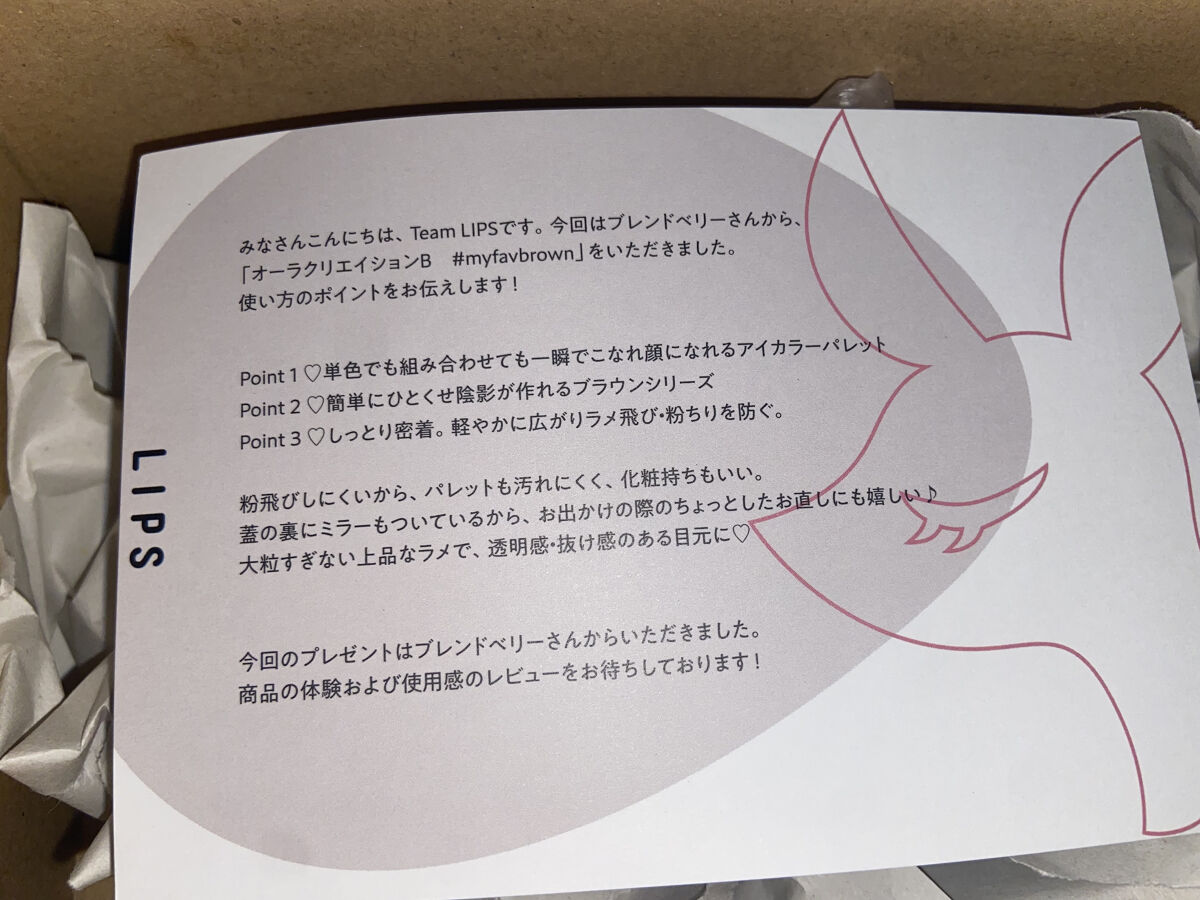 みなさんこんにちは、Team LIPSです。今回はブレンドベリーさんから、
「オーラクリエイションB　#myfavbrown」をいただきました。
使い方のポイントをお伝えします！
Point 1 ♡単色でも組み合わせても一瞬でこなれ顔になれるアイカラーパレット
Point 2 ♡簡単にひとくせ陰影が作れるブラウンシリーズ
Point 3 ♡しっとり密着。軽やかに広がりラメ飛び・粉ちりを防ぐ。
粉飛びしにくいから、パレットも汚れにくく、化粧持ちもいい。
蓋の裏にミラーもついているから、お出かけの際のちょっとしたお直しにも嬉しい♪
大粒すぎない上品なラメで、透明感・抜け感のある目元に♡
今回のプレゼントはブレンドベリーさんからいただきました。
商品の体験および使用感のレビューをお待ちしております！
LIPS